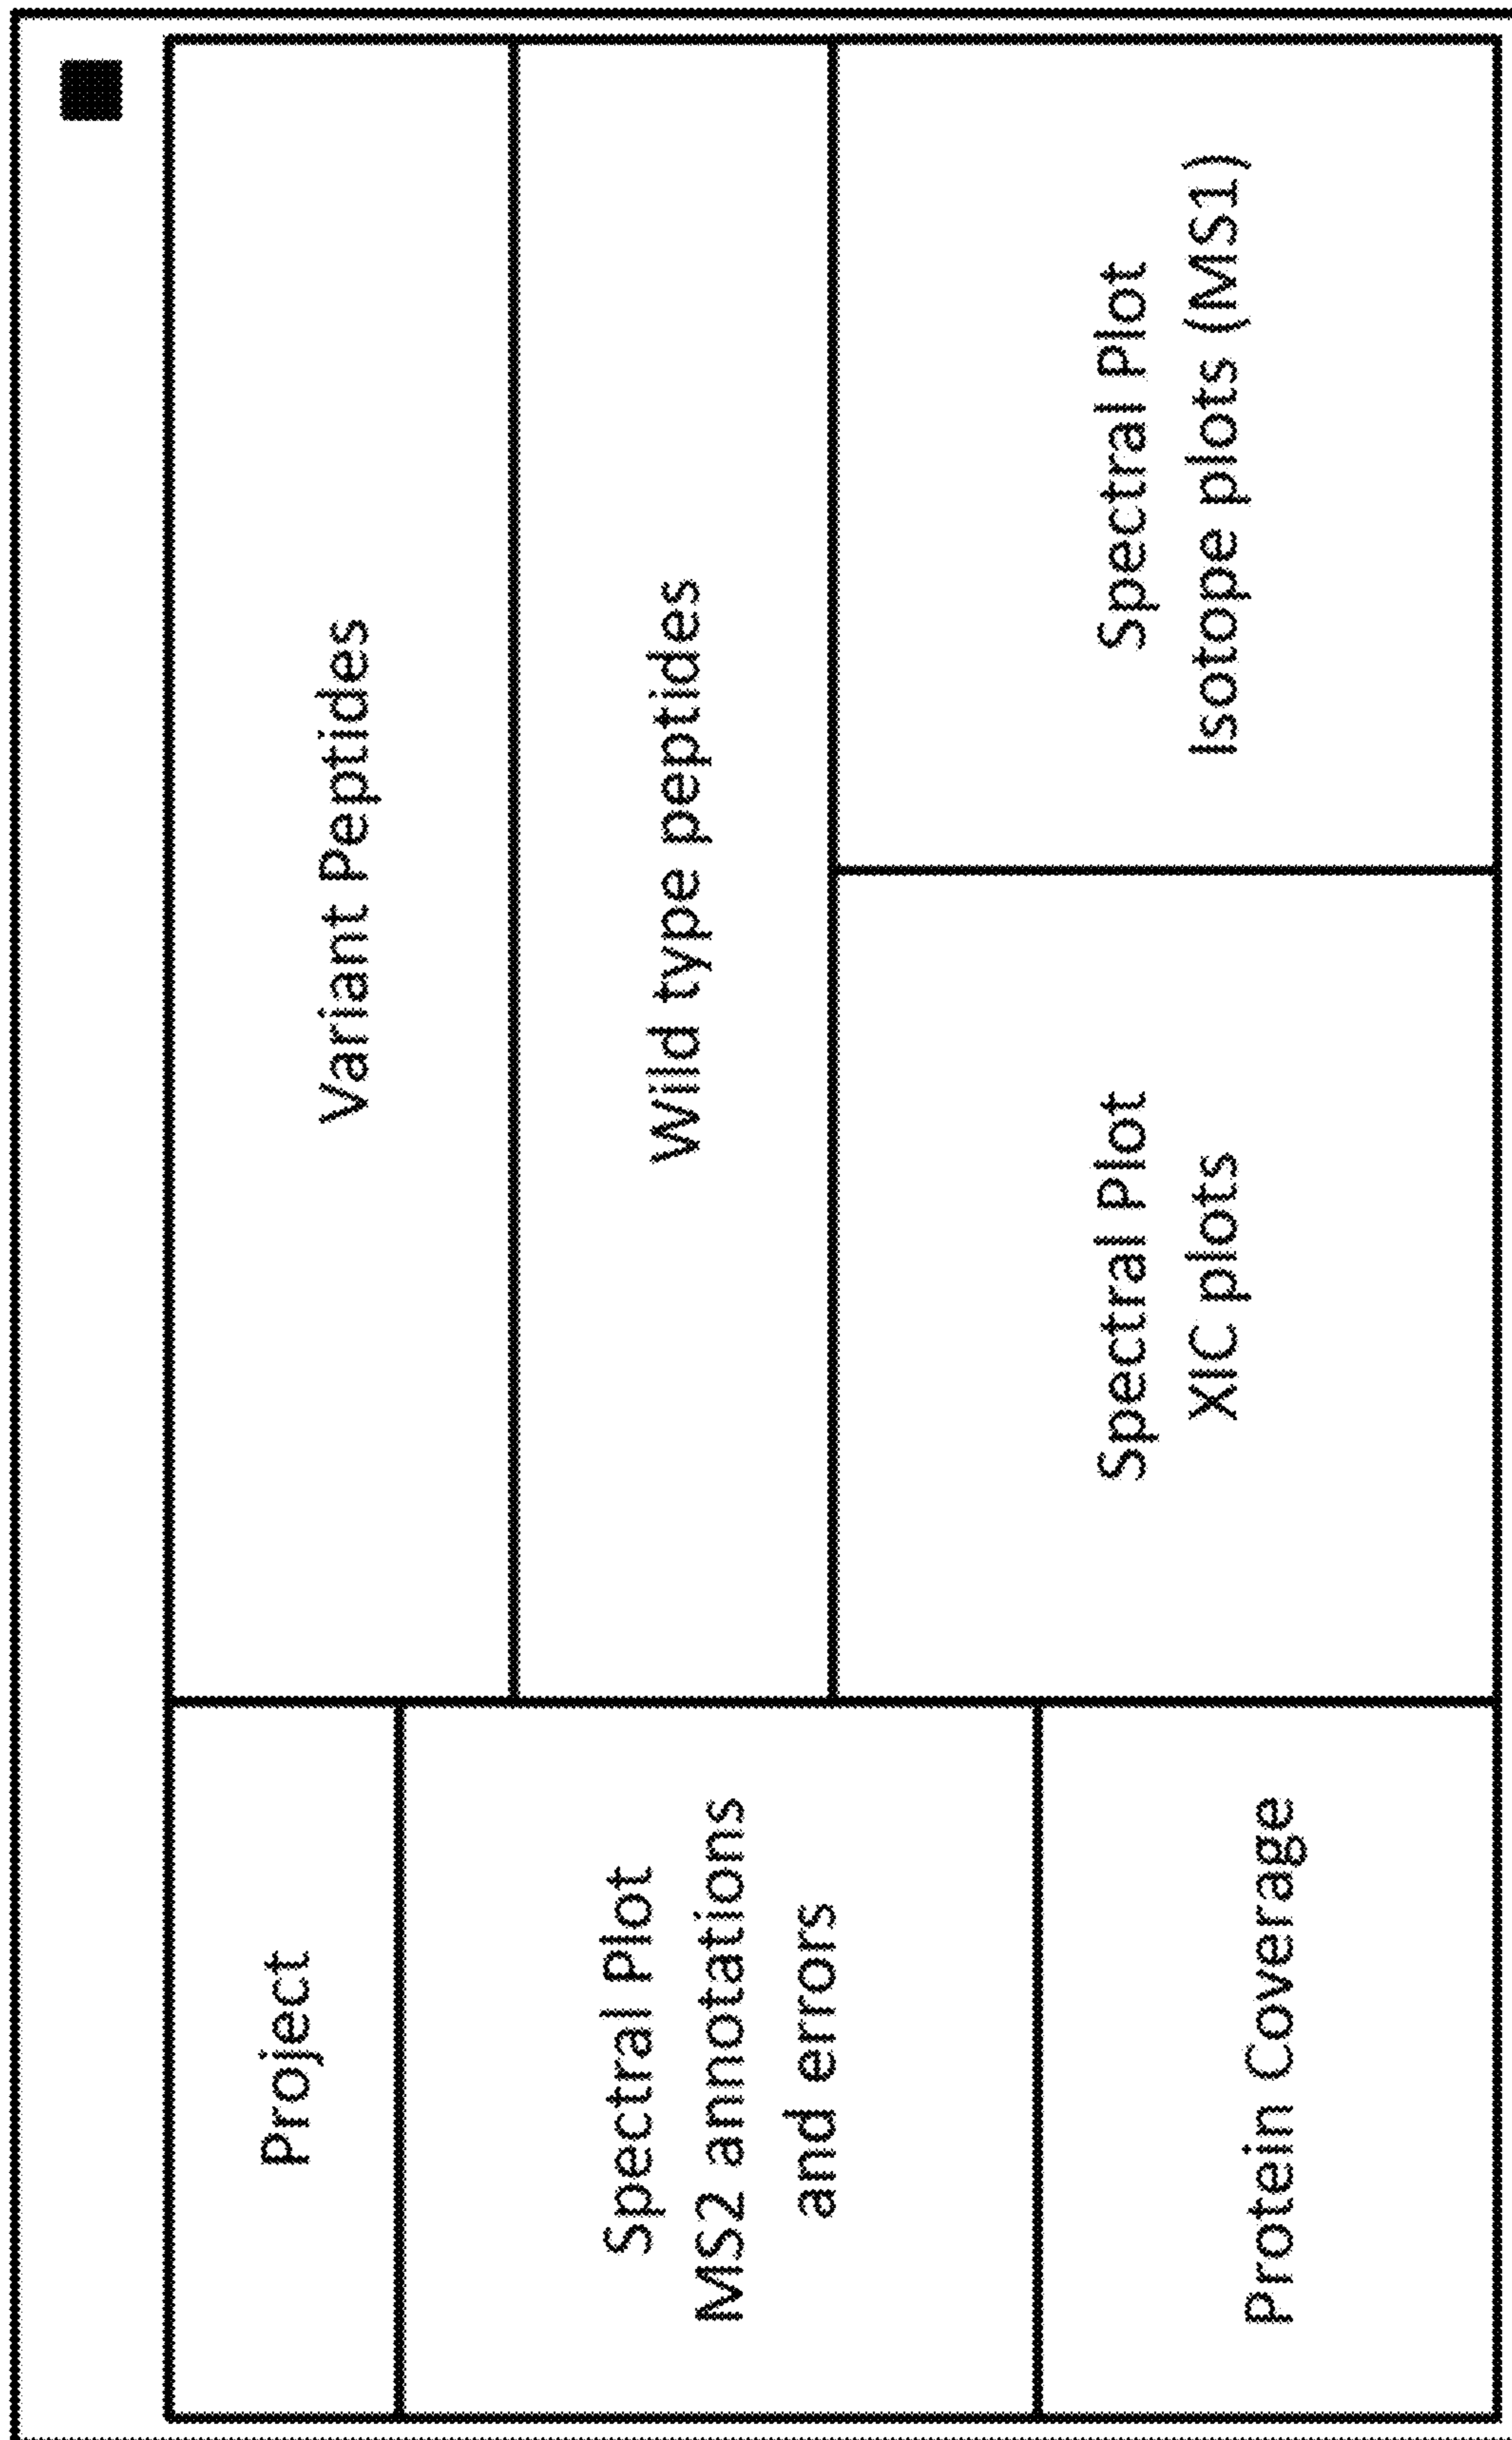 Project
Spectral Plot
MS2 annotations
and errors
Protein Coverage
Variant Peptides
Wild type peptides
Spectral Plot
XIC plots
Spectral Plot
Isotope plots (MS1)